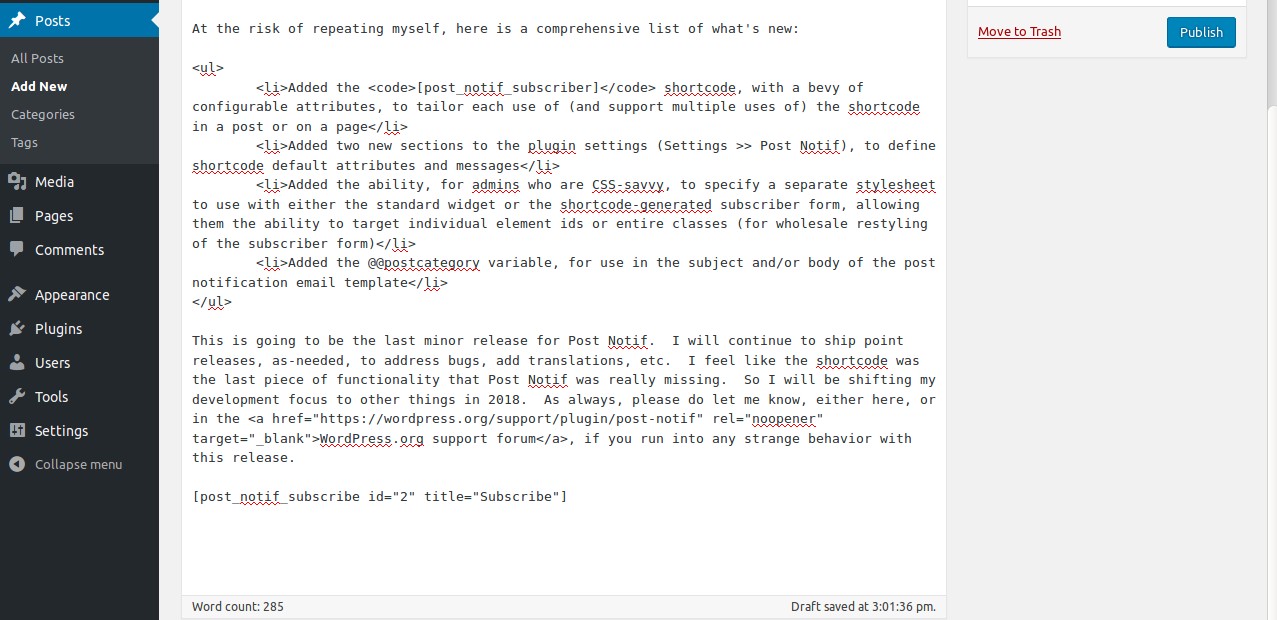 Posts
All Posts
Add New
Categories
Tags
Media
Pages
Comments
Appearance
Plugins
Users
Tools
Settings
Collapse menu
At the risk of repeating myself, here is a comprehensive list of what's new:
<ul>
<li>Added the <code>[post_notif_subscriber]</code> shortcode, with a bevy of
configurable attributes, to tailor each use of (and support multiple uses of) the shortcode
in a post or on a page</li>
<li>Added two new sections to the plugin settings (Settings >> Post Notif), to define
shortcode default attributes and messages</li>
<li>Added the ability, for admins who are CSS-savvy, to specify a separate stylesheet
to use with either the standard widget or the shortcode-generated subscriber form, allowing
them the ability to target individual element ids or entire classes (for wholesale restyling
of the subscriber form)</li>
<li>Added the @@postcategory variable, for use in the subject and/or body of the post
notification email template</li>
</ul>
This is going to be the last minor release for Post Notif.  I will continue to ship point
releases, as-needed, to address bugs, add translations, etc.  I feel like the shortcode was
the last piece of functionality that Post Notif was really missing.  So I will be shifting my
development focus to other things in 2018.  As always, please do let me know, either here, or
in the <a href="https://wordpress.org/support/plugin/post-notif" rel="noopener"
target="_blank">WordPress.org support forum</a>, if you run into any strange behavior with
this release.
[post_notif_subscribe id="2" title="Subscribe"]
Word count: 285
Draft saved at 3:01:36 pm.
Move to Trash
Publish